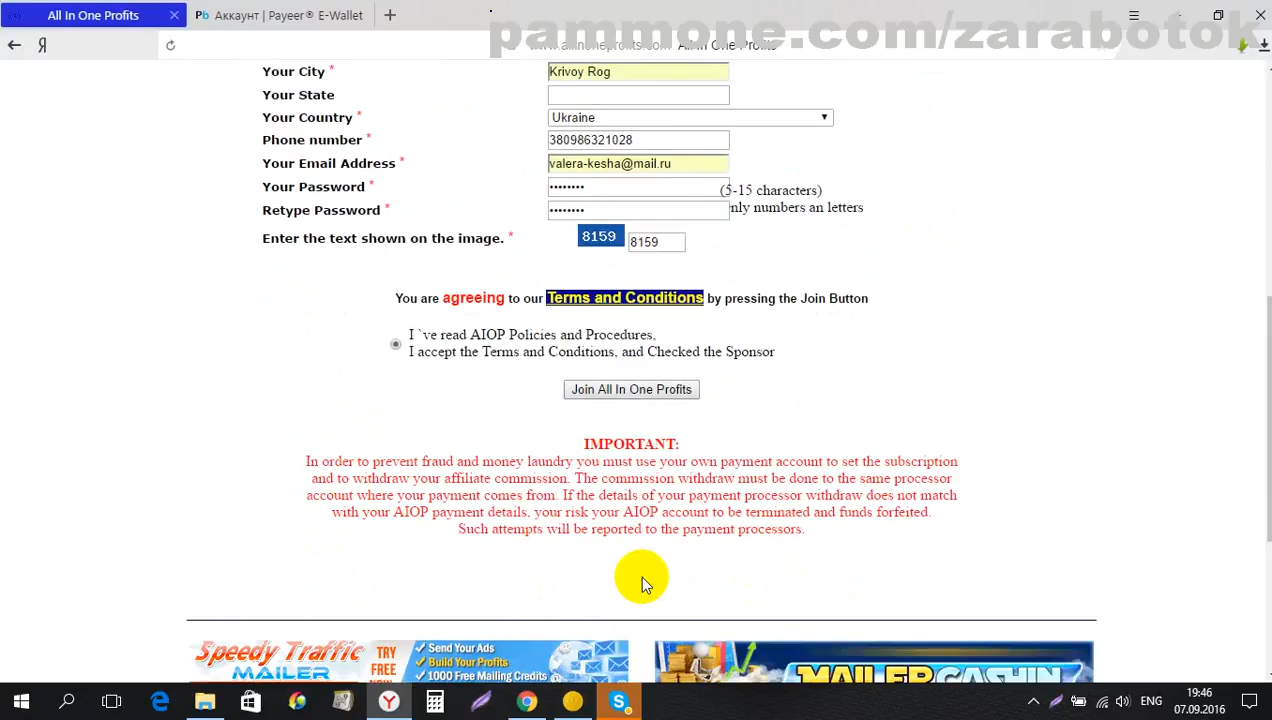 All In One Profits
Pb Аккаунт | Payeer® E-Wallet
pammone.com/zarabotok
Я
www.allinoneprofits.com All In One Profits
Your City *
Krivoy Rog
Your State
Your Country *
Ukraine
Phone number *
380986321028
Your Email Address *
valera-kesha@mail.ru
Your Password *
•••••••• (5-15 characters)
Retype Password *
•••••••• nly numbers an letters
Enter the text shown on the image. *
8159 8159
You are agreeing to our Terms and Conditions by pressing the Join Button
I `ve read AIOP Policies and Procedures,
I accept the Terms and Conditions, and Checked the Sponsor
Join All In One Profits
IMPORTANT:
In order to prevent fraud and money laundry you must use your own payment account to set the subscription
and to withdraw your affiliate commission. The commission withdraw must be done to the same processor
account where your payment comes from. If the details of your payment processor withdraw does not match
with your AIOP payment details, your risk your AIOP account to be terminated and funds forfeited.
Such attempts will be reported to the payment processors.
Speedy Traffic
MAILER
TRY
FREE
Send Your Ads
Build Your Profits
1000 Free Mailing Credits
MAILERCASHIN
ENG
19:46
07.09.2016